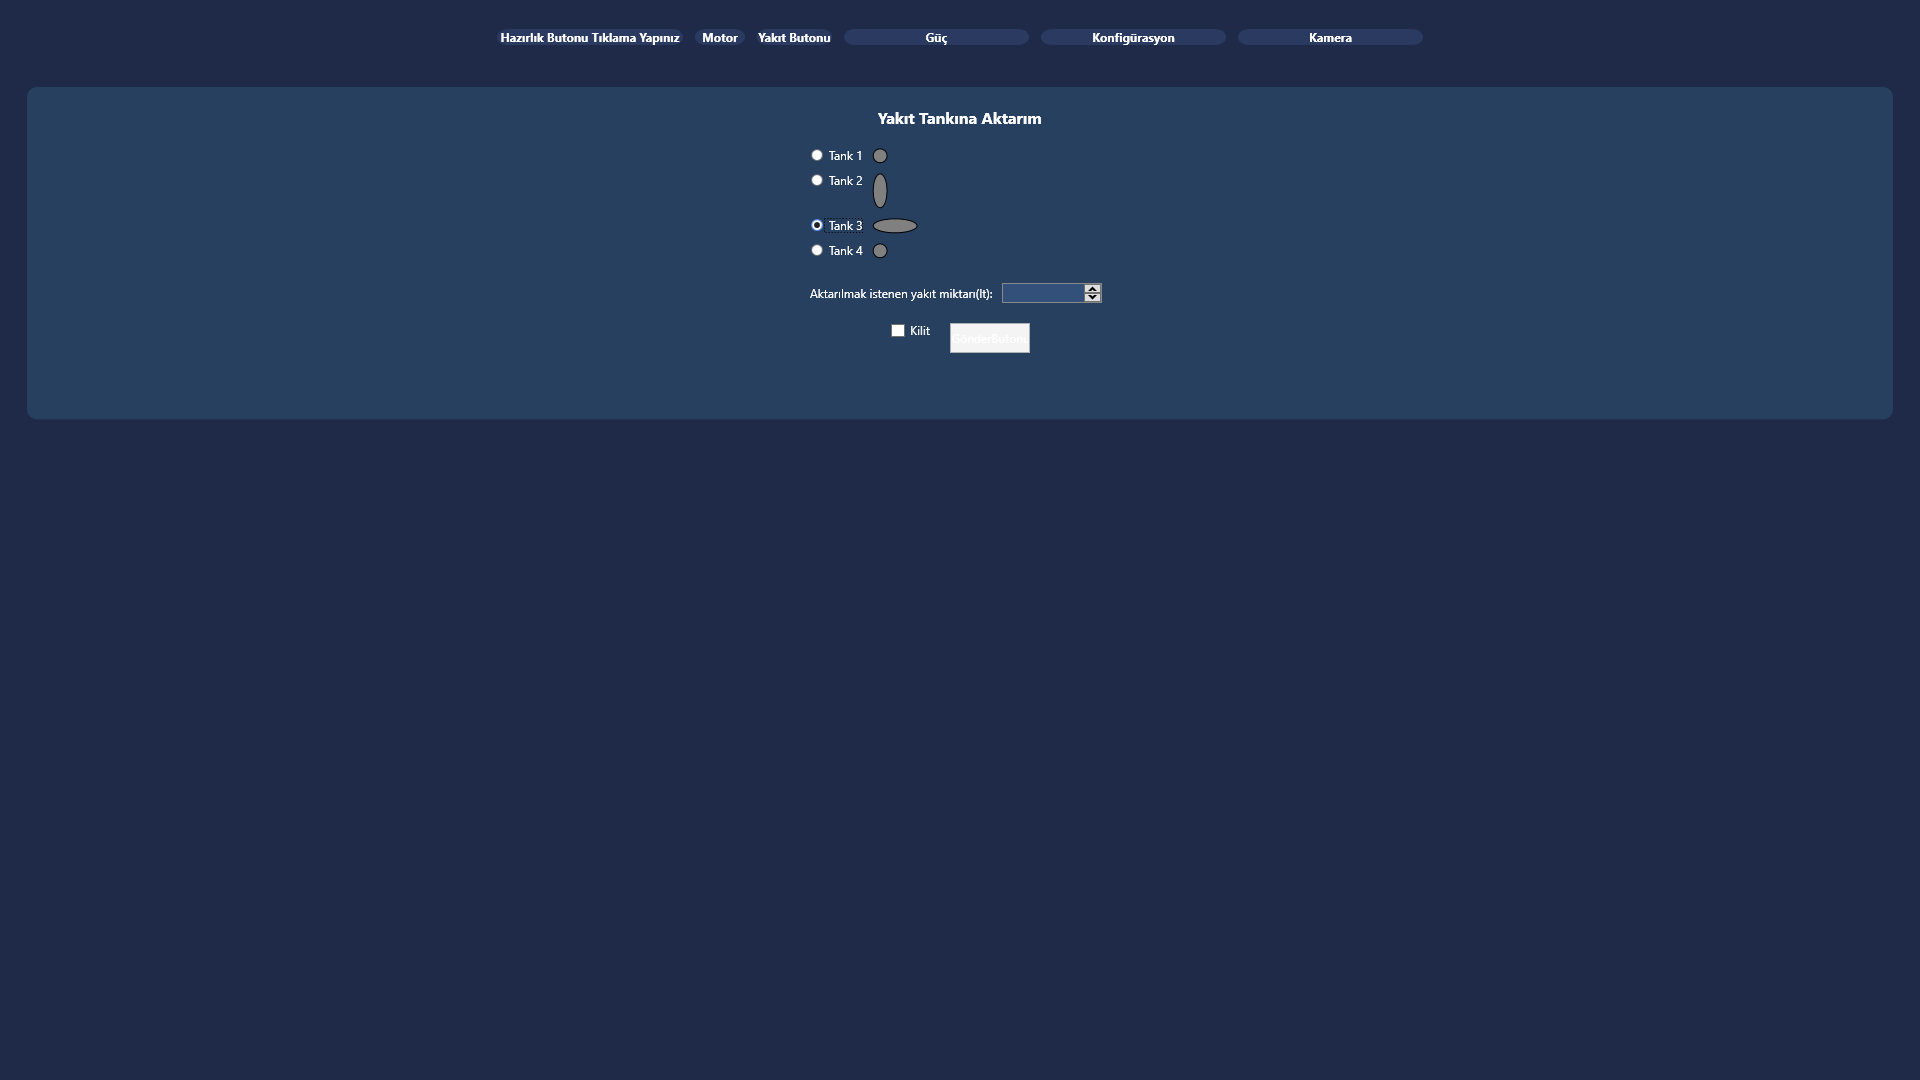 Hazırlık Butonu Tıklama Yapınız Motor Yakıt Butonu Güç Konfigürasyon Kamera
Yakıt Tankına Aktarım
Tank 1
Tank 2
Tank 3
Tank 4
Aktarılmak istenen yakıt miktarı(lt):
Kilit